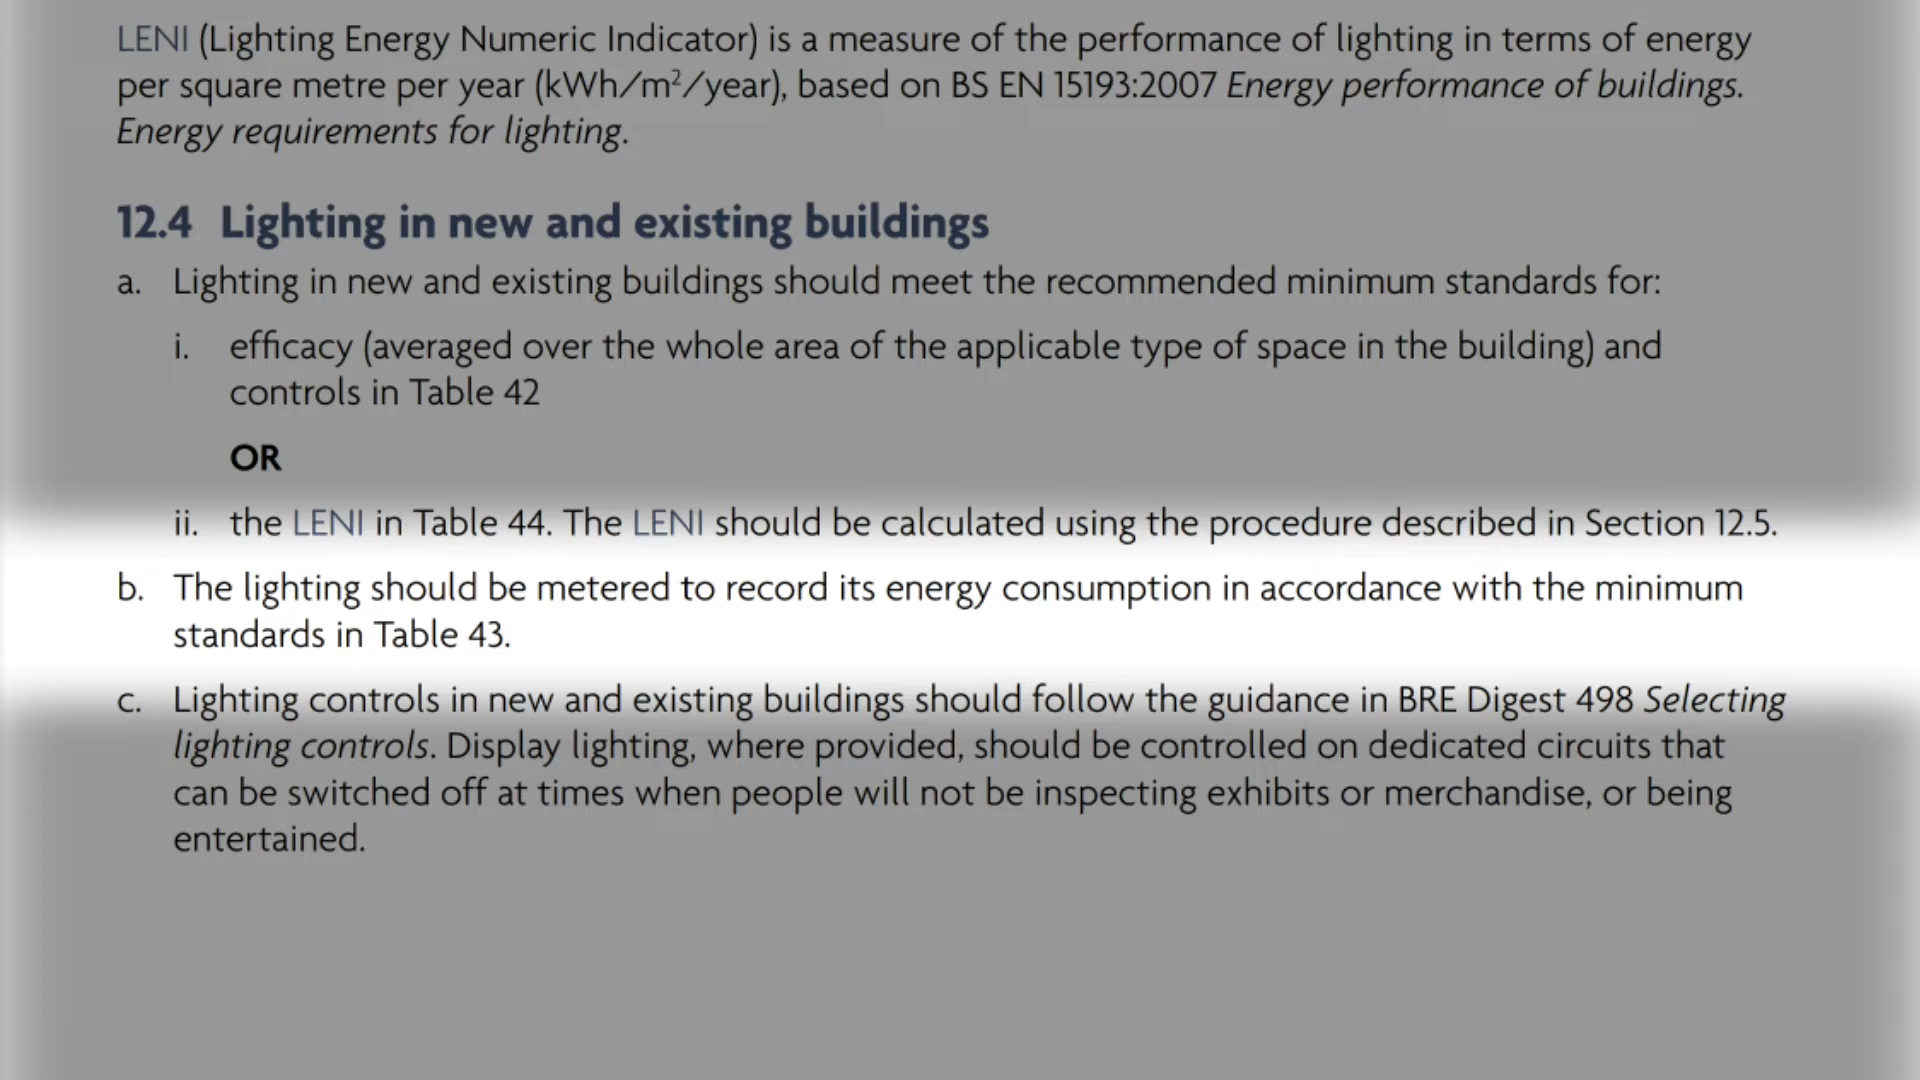 LENI (Lighting Energy Numeric Indicator) is a measure of the performance of lighting in terms of energy
per square metre per year (kWh/m²/year), based on BS EN 15193:2007 Energy performance of buildings.
Energy requirements for lighting.
12.4 Lighting in new and existing buildings
a. Lighting in new and existing buildings should meet the recommended minimum standards for:
i. efficacy (averaged over the whole area of the applicable type of space in the building) and
controls in Table 42
OR
ii. the LENI in Table 44. The LENI should be calculated using the procedure described in Section 12.5.
b. The lighting should be metered to record its energy consumption in accordance with the minimum
standards in Table 43.
c. Lighting controls in new and existing buildings should follow the guidance in BRE Digest 498 Selecting
lighting controls. Display lighting, where provided, should be controlled on dedicated circuits that
can be switched off at times when people will not be inspecting exhibits or merchandise, or being
entertained.